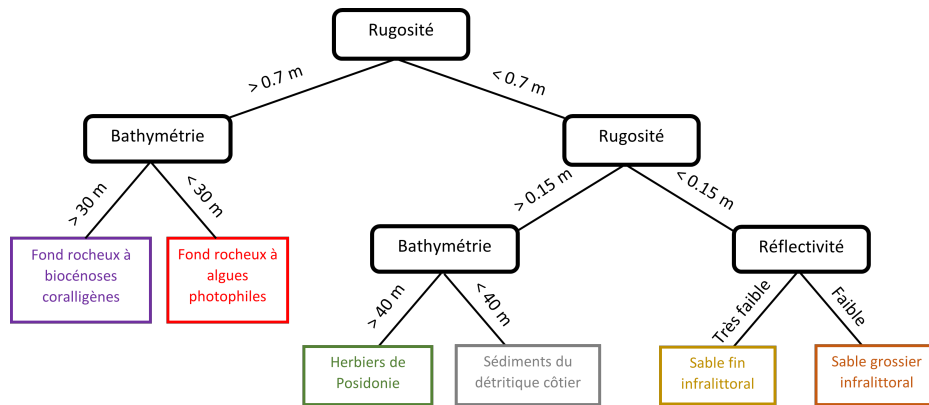 Rugosité
> 0.7 m
< 0.7 m
Bathymétrie
Rugosité
> 30 m
< 30 m
> 0.15 m
< 0.15 m
Fond rocheux à
biocénoses
coralligènes
Fond rocheux à
algues
photophiles
Bathymétrie
Réflectivité
> 40 m
< 40 m
Très faible
Faible
Herbiers de
Posidonie
Sédiments du
détritique côtier
Sable fin
infralittoral
Sable grossier
infralittoral